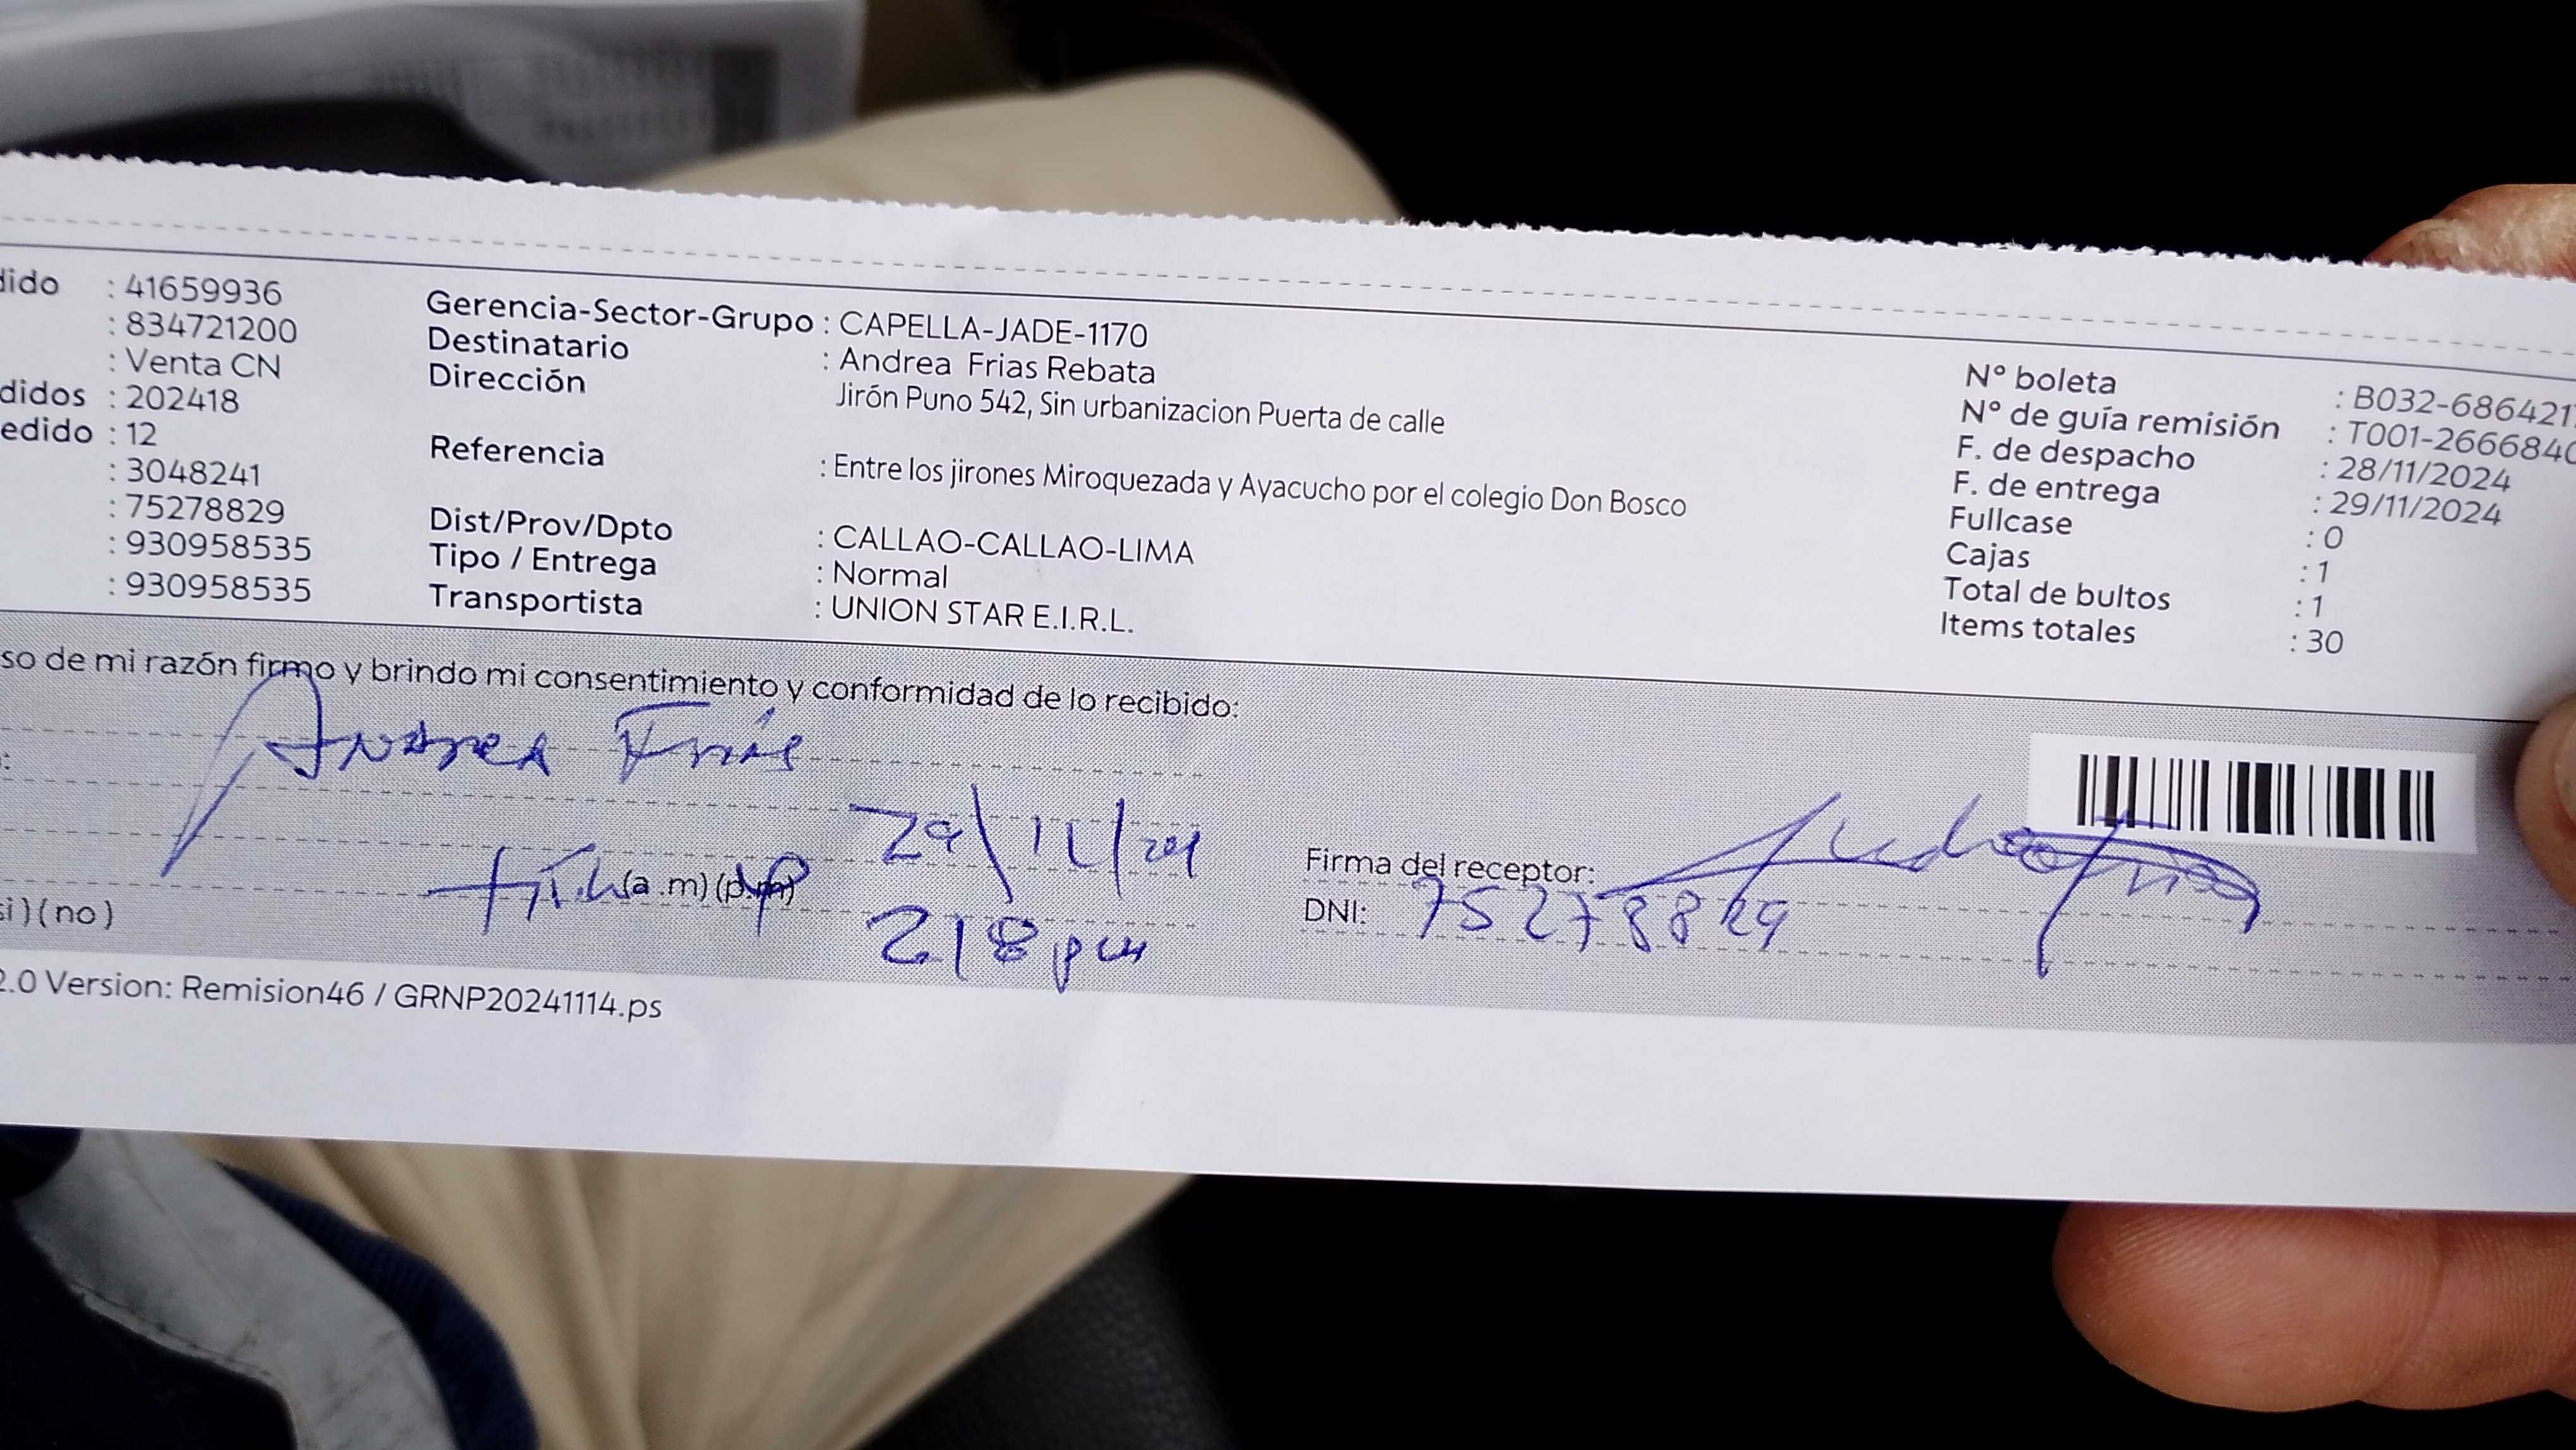 dido : 41659936
: 834721200
: Venta CN
didos : 202418
edido : 12
: 3048241
: 75278829
: 930958535
: 930958535
Gerencia-Sector-Grupo : CAPELLA-JADE-1170
Destinatario : Andrea Frias Rebata
Dirección Jirón Puno 542, Sin urbanizacion Puerta de calle
Referencia : Entre los jirones Miroquezada y Ayacucho por el colegio Don Bosco
Dist/Prov/Dpto : CALLAO-CALLAO-LIMA
Tipo / Entrega : Normal
Transportista : UNION STAR E.I.R.L.
N° boleta : B032-686421
N° de guía remisión : T001-266684
F. de despacho : 28/11/2024
F. de entrega : 29/11/2024
Fullcase : 0
Cajas : 1
Total de bultos : 1
Items totales : 30
so de mi razón firmo y brindo mi consentimiento y conformidad de lo recibido:
Andrea Frías
29/11/24
(a .m) (p.m)
218 pm
si ) ( no )
Firma del receptor:
DNI: 75278829
2.0 Version: Remision46 / GRNP20241114.ps